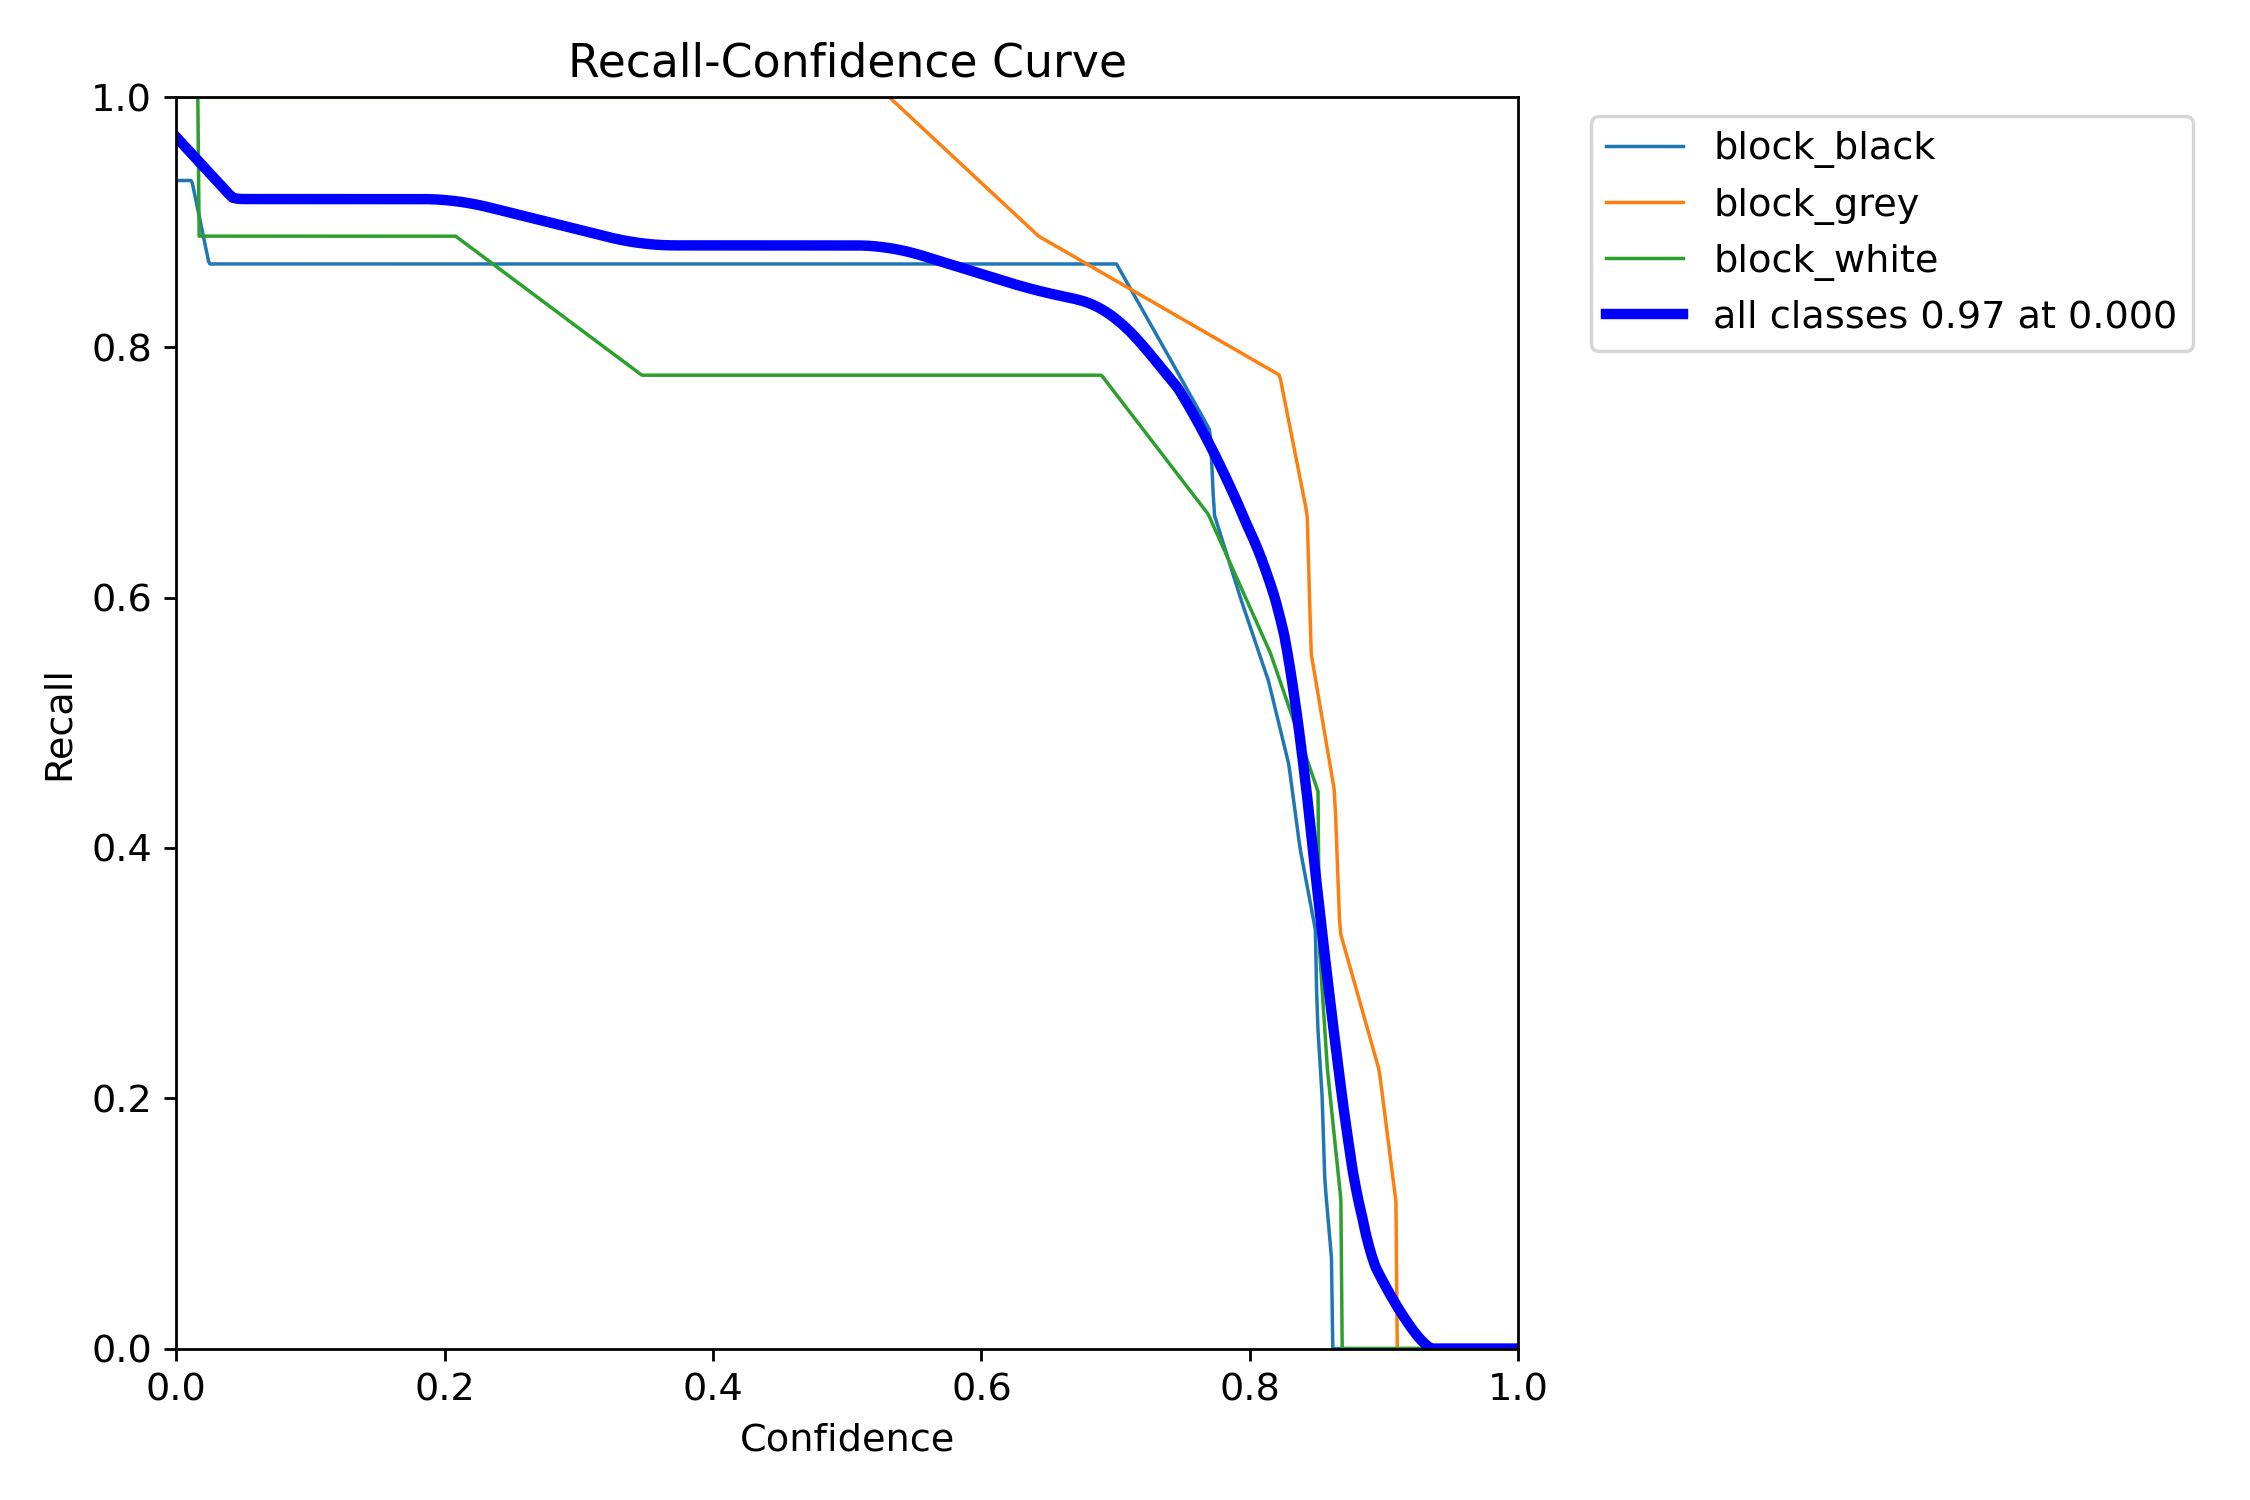 Recall-Confidence Curve
1.0
0.8
0.6
0.4
0.2
0.0
Recall
0.0 0.2 0.4 0.6 0.8 1.0
Confidence
block_black
block_grey
block_white
all classes 0.97 at 0.000